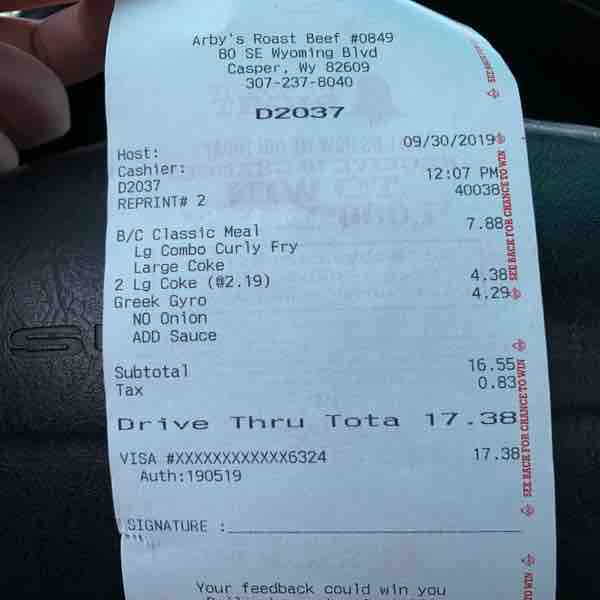 Arby's Roast Beef #0849
80 SE Wyoming Blvd
Casper, Wy 82609
307-237-8040
D2037
Host: 09/30/2019
Cashier: 12:07 PM
D2037 40038
REPRINT# 2
B/C Classic Meal 7.88
Lg Combo Curly Fry
Large Coke
2 Lg Coke (@2.19) 4.38
Greek Gyro 4.29
NO Onion
ADD Sauce
Subtotal 16.55
Tax 0.83
Drive Thru Tota 17.38
VISA #XXXXXXXXXXXX6324 17.38
Auth:190519
SIGNATURE :
Your feedback could win you
SEE BACK FOR CHANCE TO WIN
SEE BACK FOR CHANCE TO WIN
TO WIN